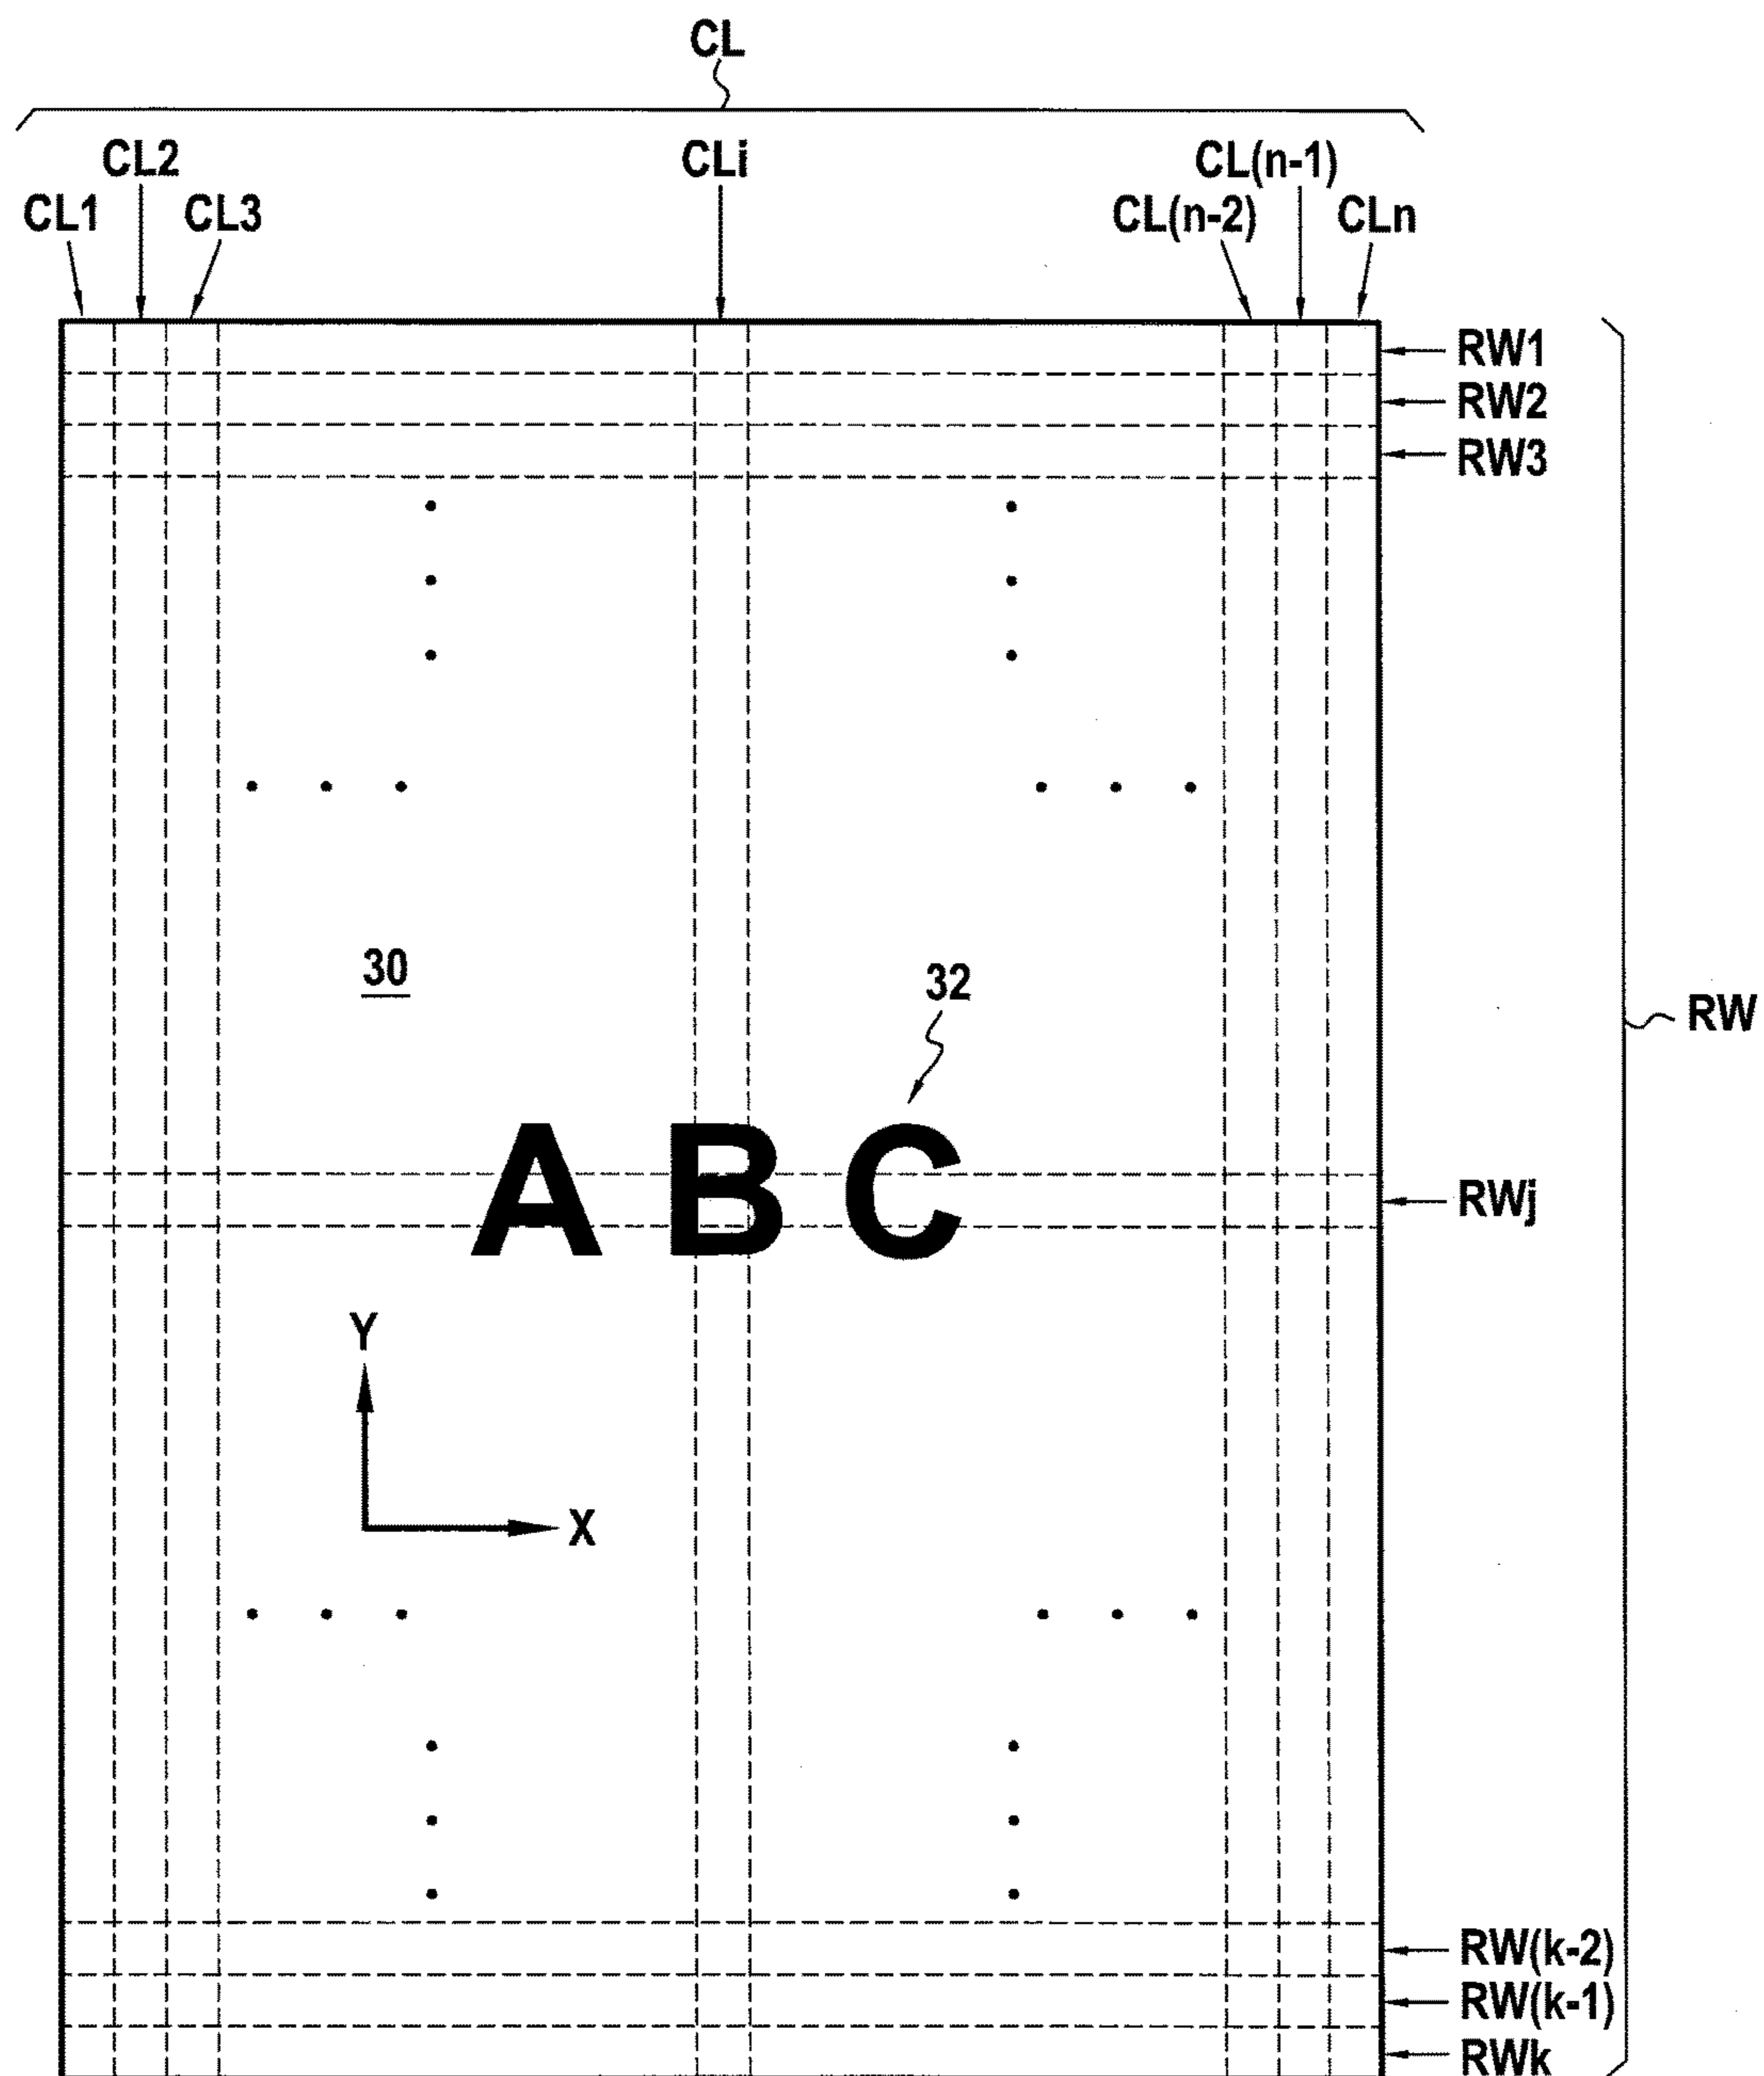 CL
CL2 CLi CL(n-1)
CL1 CL3 CL(n-2) CLn
RW1
RW2
RW3
30 32
RW
A B C
RWj
Y
X
RW(k-2)
RW(k-1)
RWk